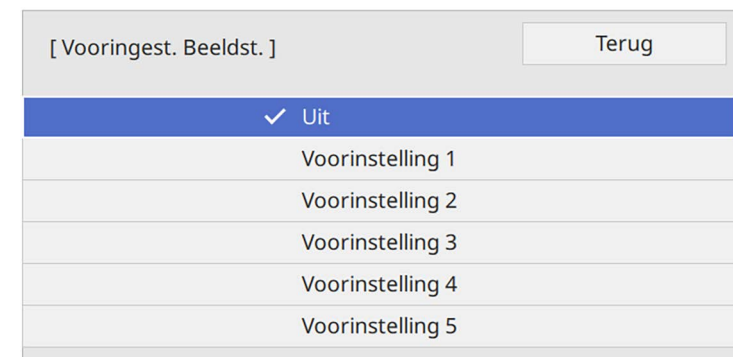 [ Vooringest. Beeldst. ]
Terug
Uit
Voorinstelling 1
Voorinstelling 2
Voorinstelling 3
Voorinstelling 4
Voorinstelling 5